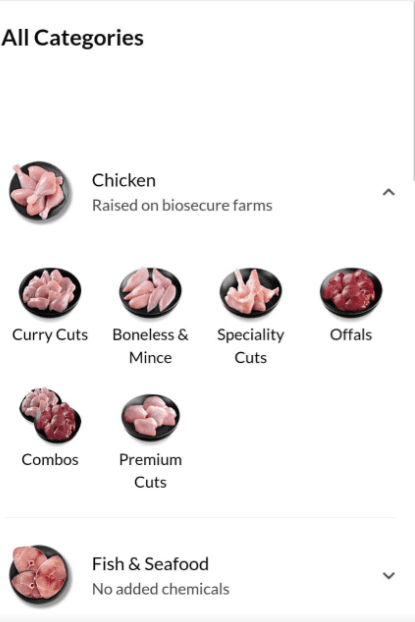 All Categories
Chicken
Raised on biosecure farms
Curry Cuts
Boneless &
Mince
Speciality
Cuts
Offals
Combos
Premium
Cuts
Fish & Seafood
No added chemicals